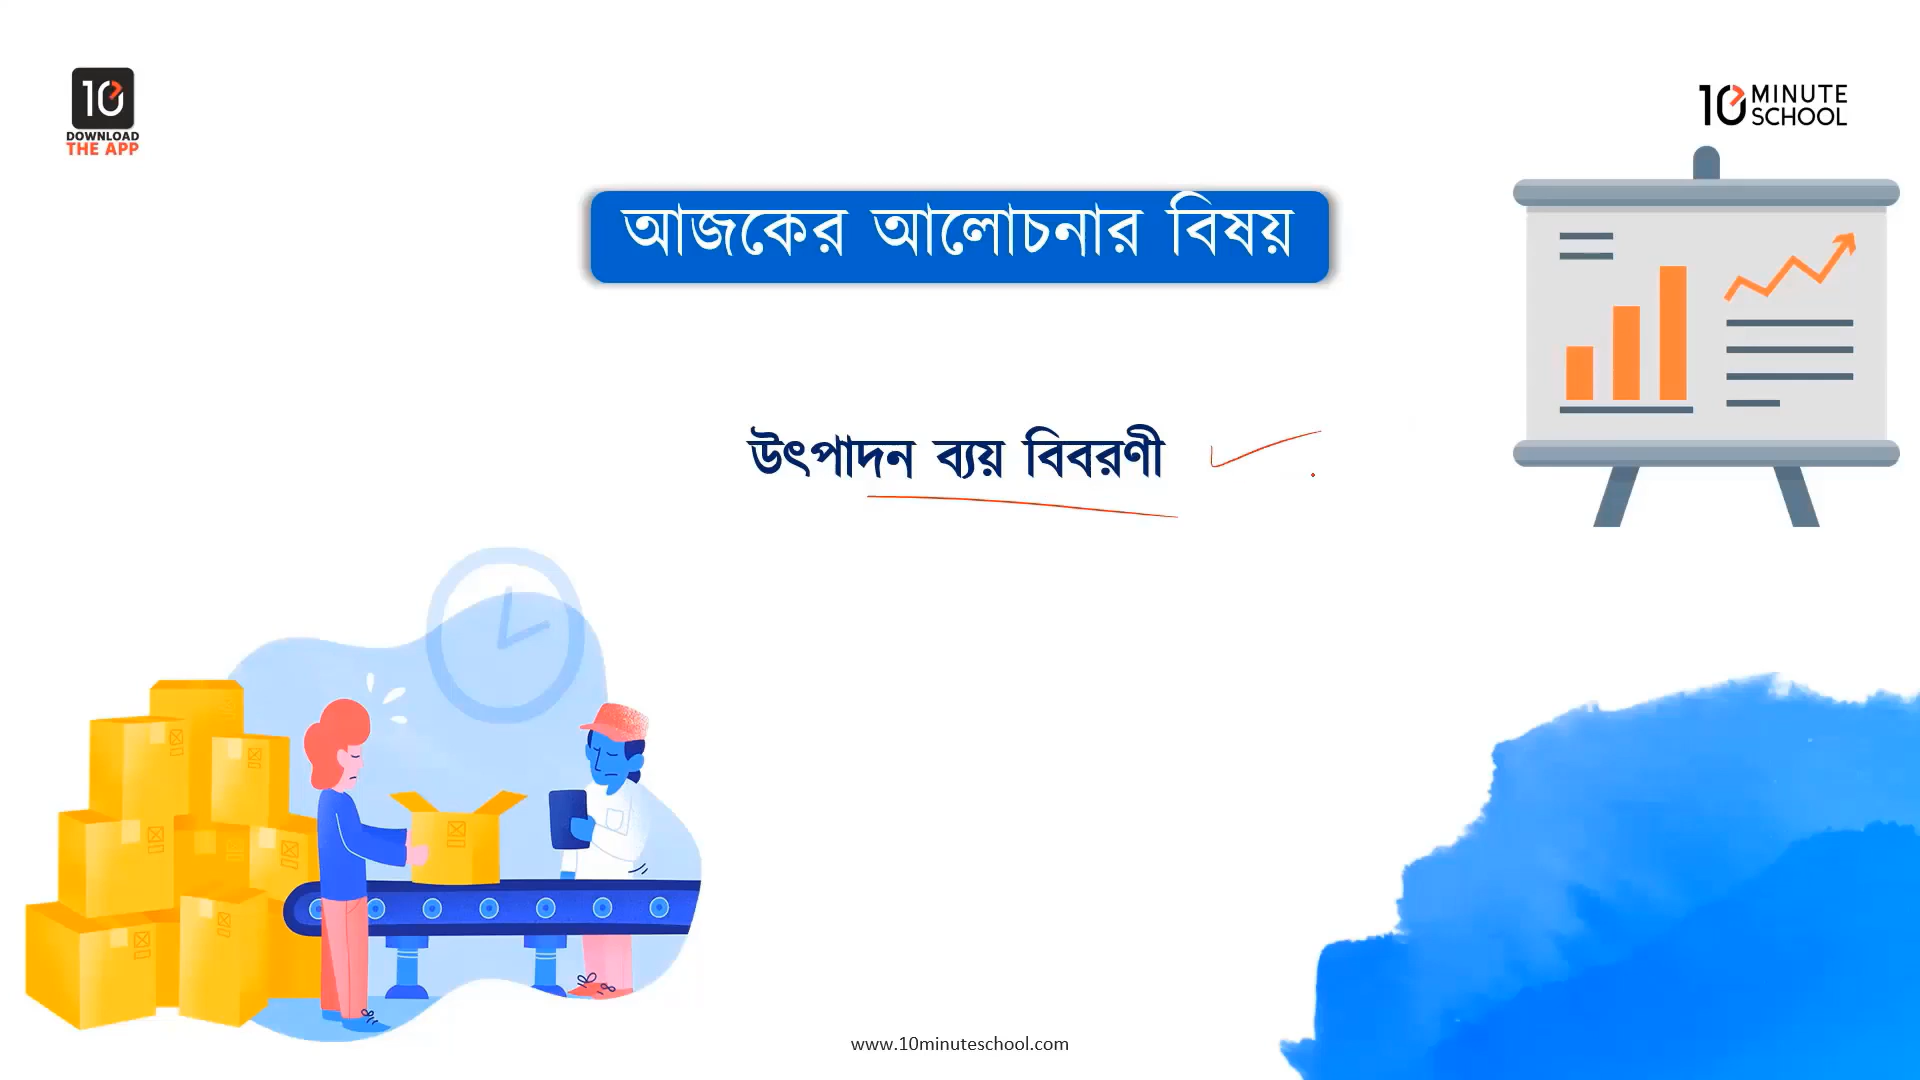 10
DOWNLOAD
THE APP
10 MINUTE
SCHOOL
আজকের আলোচনার বিষয়
উৎপাদন ব্যয় বিবরণী
www.10minuteschool.com